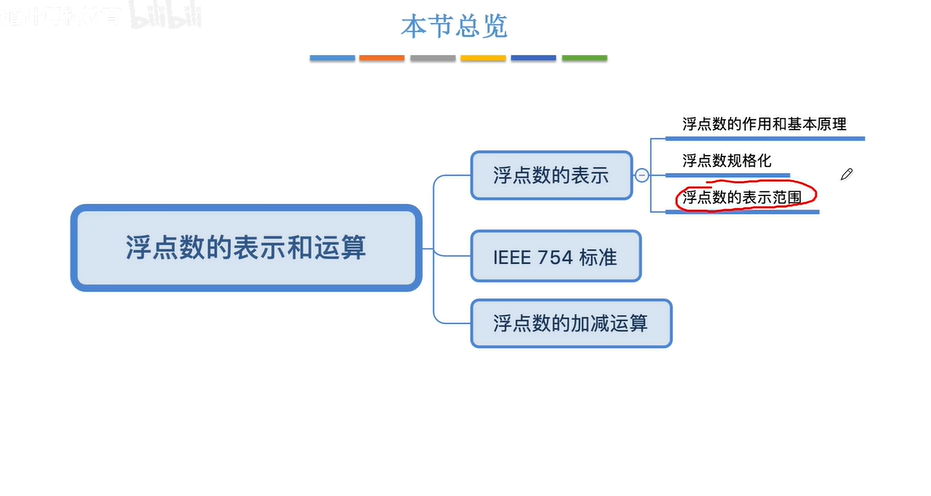 bilibili
本节总览
浮点数的作用和基本原理
浮点数的表示
浮点数规格化
浮点数的表示范围
浮点数的表示和运算
IEEE 754 标准
浮点数的加减运算